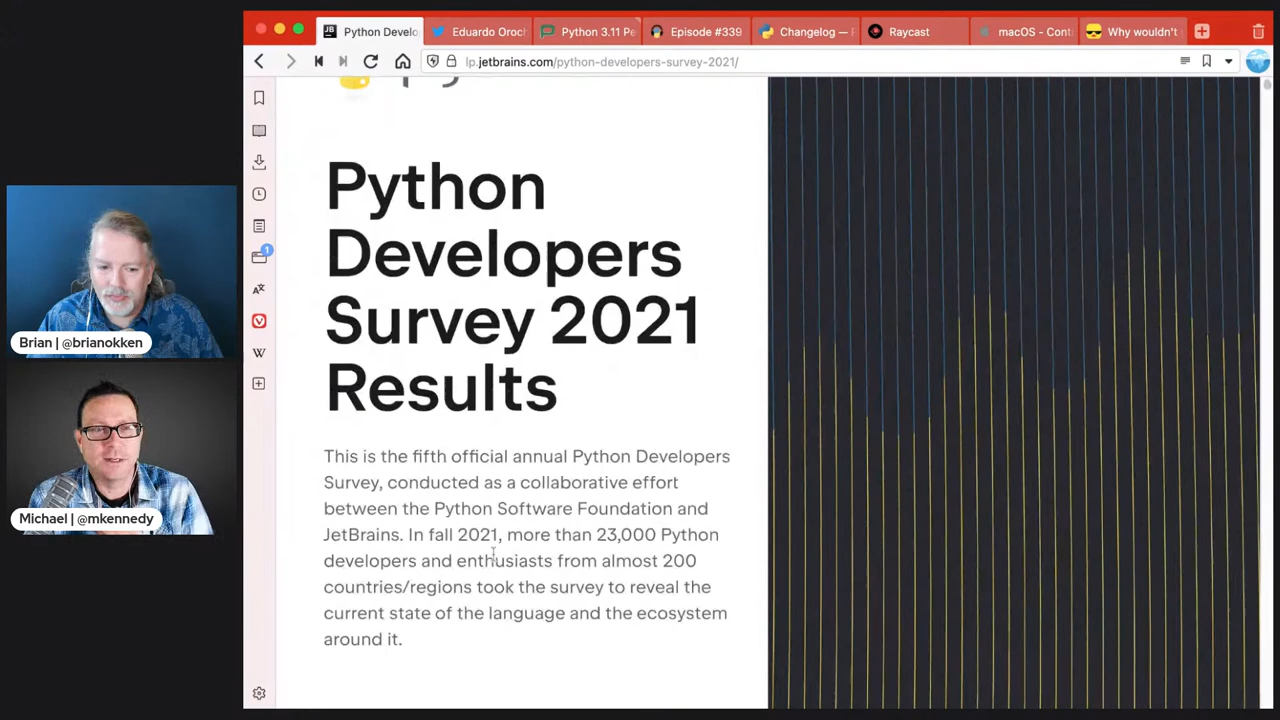 Python Develo
Eduardo Oroch
Python 3.11 Pe
Episode #339
Changelog —
Raycast
macOS - Cont
Why wouldn't
lp.jetbrains.com/python-developers-survey-2021/
1
Python
Developers
Survey 2021
Results
This is the fifth official annual Python Developers
Survey, conducted as a collaborative effort
between the Python Software Foundation and
JetBrains. In fall 2021, more than 23,000 Python
developers and enthusiasts from almost 200
countries/regions took the survey to reveal the
current state of the language and the ecosystem
around it.
Brian | @brianokken
Michael | @mkennedy